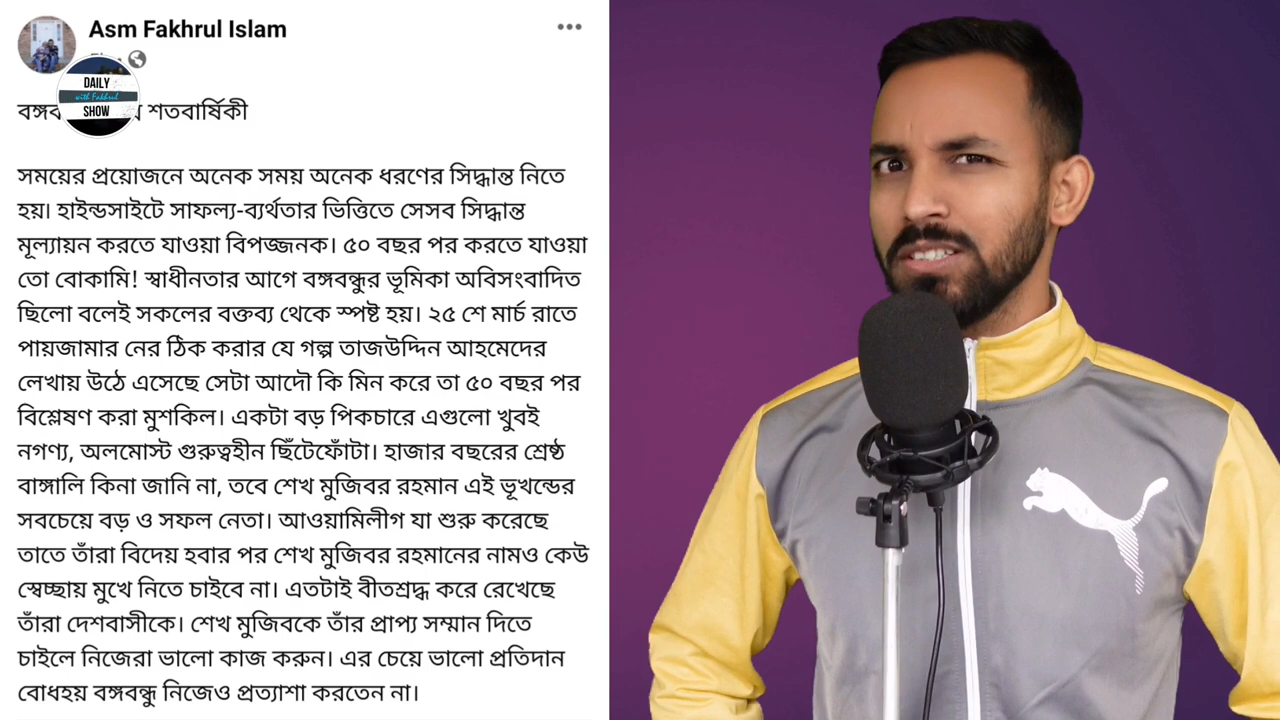 Asm Fakhrul Islam
DAILY
with Fakhrul
SHOW
শতবার্ষিকী
সময়ের প্রয়োজনে অনেক সময় অনেক ধরণের সিদ্ধান্ত নিতে
হয়। হাইন্ডসাইটে সাফল্য-ব্যর্থতার ভিত্তিতে সেসব সিদ্ধান্ত
মূল্যায়ন করতে যাওয়া বিপজ্জনক। ৫০ বছর পর করতে যাওয়া
তো বোকামি! স্বাধীনতার আগে বঙ্গবন্ধুর ভূমিকা অবিসংবাদিত
ছিলো বলেই সকলের বক্তব্য থেকে স্পষ্ট হয়। ২৫ শে মার্চ রাতে
পায়জামার নের ঠিক করার যে গল্প তাজউদ্দিন আহমেদের
লেখায় উঠে এসেছে সেটা আদৌ কি মিন করে তা ৫০ বছর পর
বিশ্লেষণ করা মুশকিল। একটা বড় পিকচারে এগুলো খুবই
নগণ্য, অলমোস্ট গুরুত্বহীন ছিঁটেফোঁটা। হাজার বছরের শ্রেষ্ঠ
বাঙ্গালি কিনা জানি না, তবে শেখ মুজিবর রহমান এই ভূখন্ডের
সবচেয়ে বড় ও সফল নেতা। আওয়ামিলীগ যা শুরু করেছে
তাতে তাঁরা বিদেয় হবার পর শেখ মুজিবর রহমানের নামও কেউ
স্বেচ্ছায় মুখে নিতে চাইবে না। এতটাই বীতশ্রদ্ধ করে রেখেছে
তাঁরা দেশবাসীকে। শেখ মুজিবকে তাঁর প্রাপ্য সম্মান দিতে
চাইলে নিজেরা ভালো কাজ করুন। এর চেয়ে ভালো প্রতিদান
বোধহয় বঙ্গবন্ধু নিজেও প্রত্যাশা করতেন না।